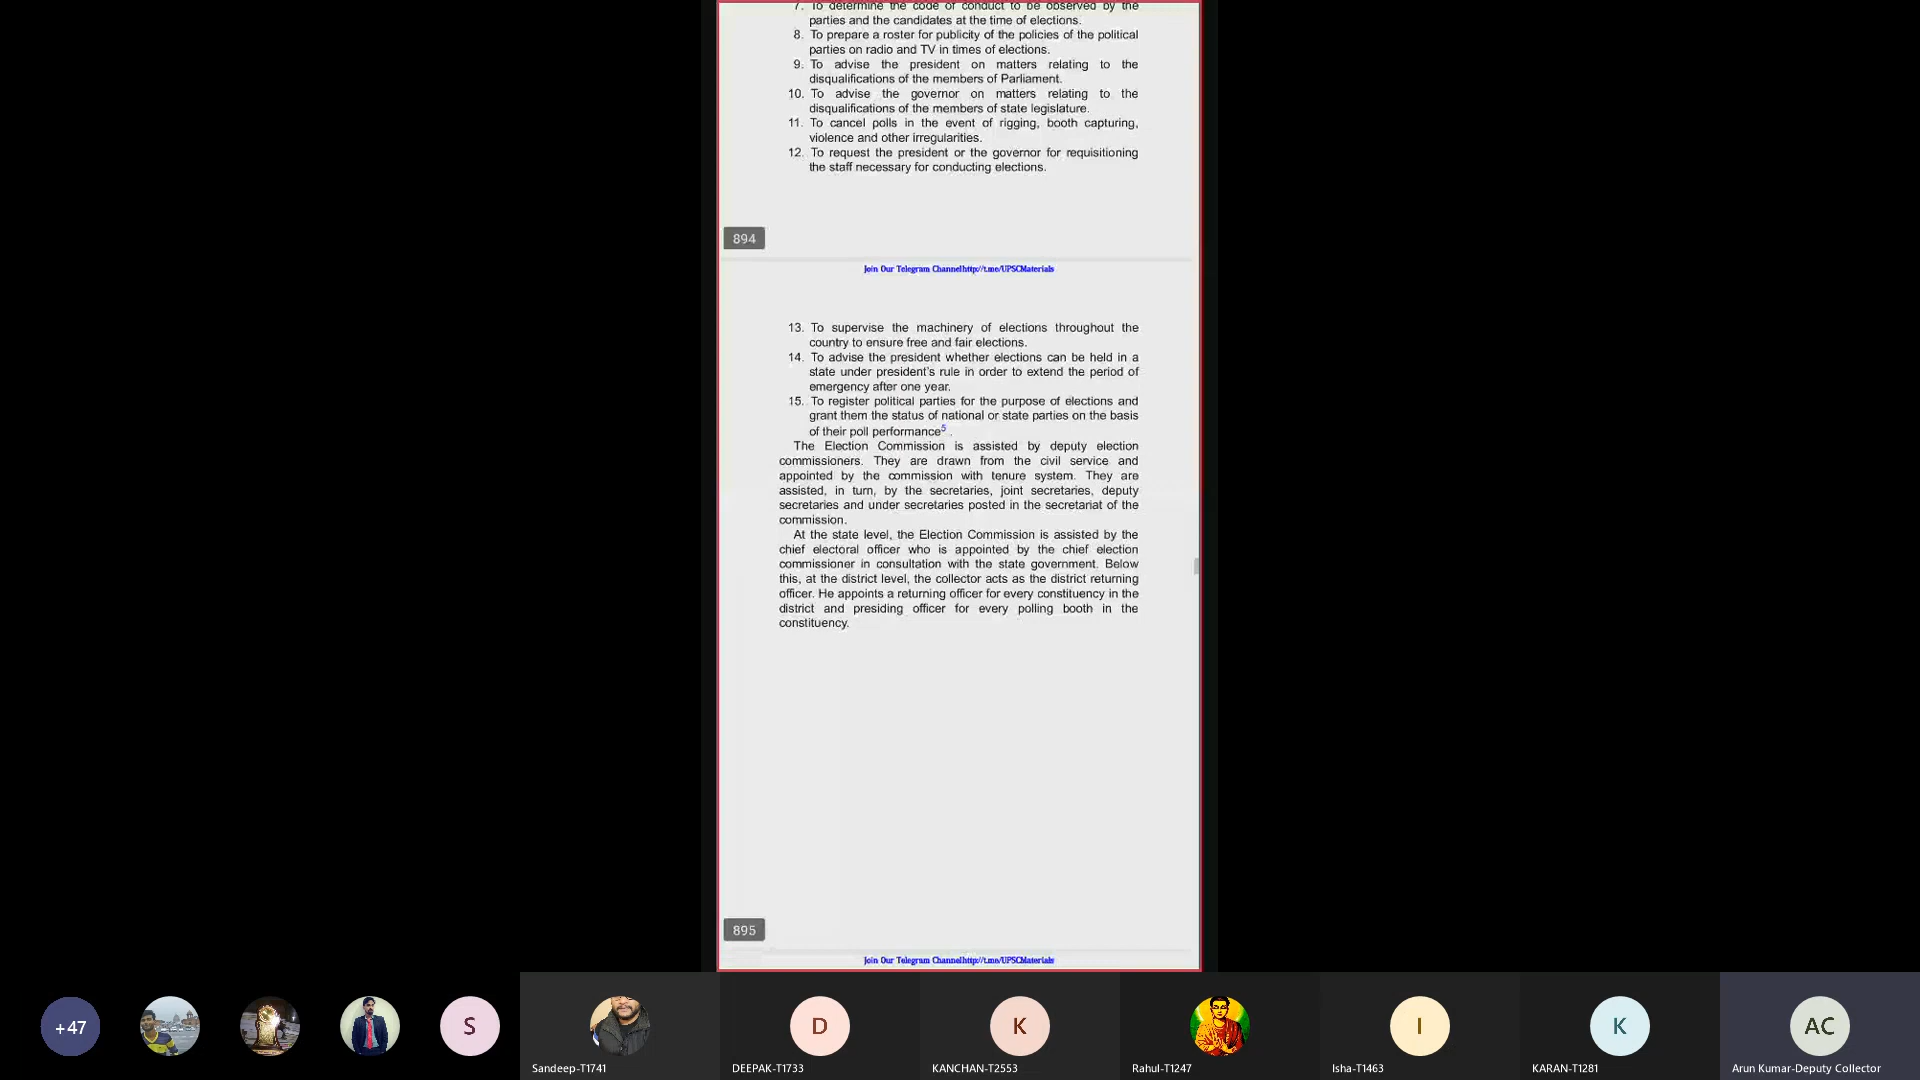 7. To determine the code of conduct to be observed by the
parties and the candidates at the time of elections.
8. To prepare a roster for publicity of the policies of the political
parties on radio and TV in times of elections.
9. To advise the president on matters relating to the
disqualifications of the members of Parliament.
10. To advise the governor on matters relating to the
disqualifications of the members of state legislature.
11. To cancel polls in the event of rigging, booth capturing,
violence and other irregularities.
12. To request the president or the governor for requisitioning
the staff necessary for conducting elections.
894
Join Our Telegram Channelhttp://t.me/UPSCMaterials
13. To supervise the machinery of elections throughout the
country to ensure free and fair elections.
14. To advise the president whether elections can be held in a
state under president's rule in order to extend the period of
emergency after one year.
15. To register political parties for the purpose of elections and
grant them the status of national or state parties on the basis
of their poll performance5 .
The Election Commission is assisted by deputy election
commissioners. They are drawn from the civil service and
appointed by the commission with tenure system. They are
assisted, in turn, by the secretaries, joint secretaries, deputy
secretaries and under secretaries posted in the secretariat of the
commission.
At the state level, the Election Commission is assisted by the
chief electoral officer who is appointed by the chief election
commissioner in consultation with the state government. Below
this, at the district level, the collector acts as the district returning
officer. He appoints a returning officer for every constituency in the
district and presiding officer for every polling booth in the
constituency.
895
Join Our Telegram Channelhttp://t.me/UPSCMaterials
+47
S
D
K
I
K
AC
Sandeep-T1741
DEEPAK-T1733
KANCHAN-T2553
Rahul-T1247
Isha-T1463
KARAN-T1281
Arun Kumar-Deputy Collector